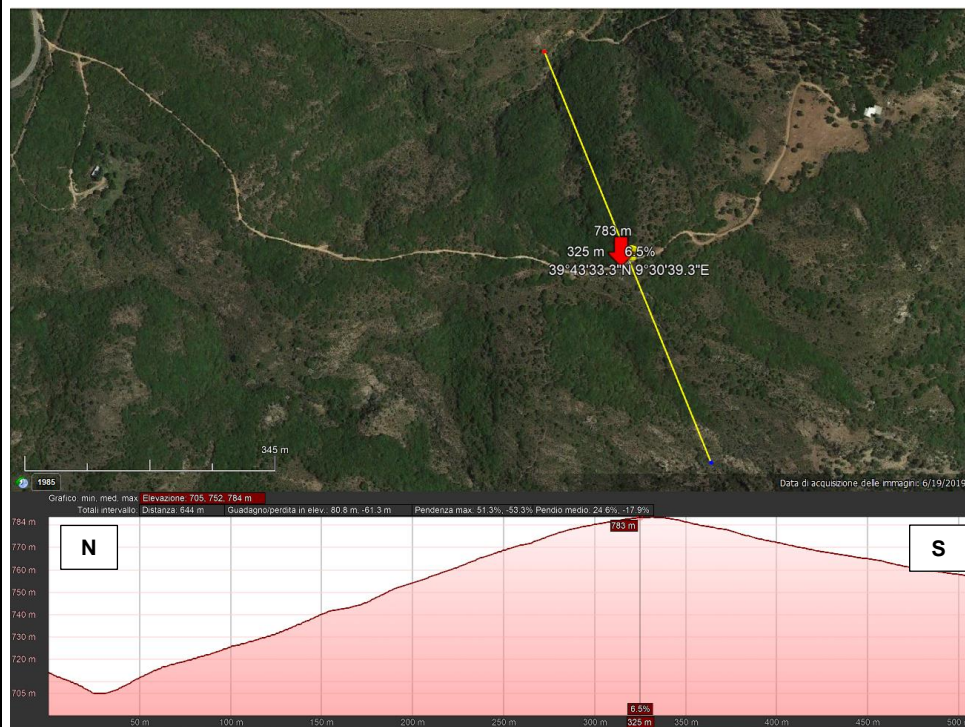 783 m
325 m 6.5%
39°43'33.3"N 9°30'39.3"E
345 m
1985
Data di acquisizione delle immagini: 6/19/2019
Grafico: min. med. max Elevazione: 705, 752, 784 m
Totali intervallo: Distanza: 644 m Guadagno/perdita in elev.: 80.8 m, -61.3 m Pendenza max: 51.3%, -53.3% Pendio medio: 24.6%, -17.9%
784 m
783 m
N
S
770 m
760 m
750 m
740 m
730 m
720 m
705 m
6.5%
50 m 100 m 150 m 200 m 250 m 300 m 325 m 350 m 400 m 450 m 500